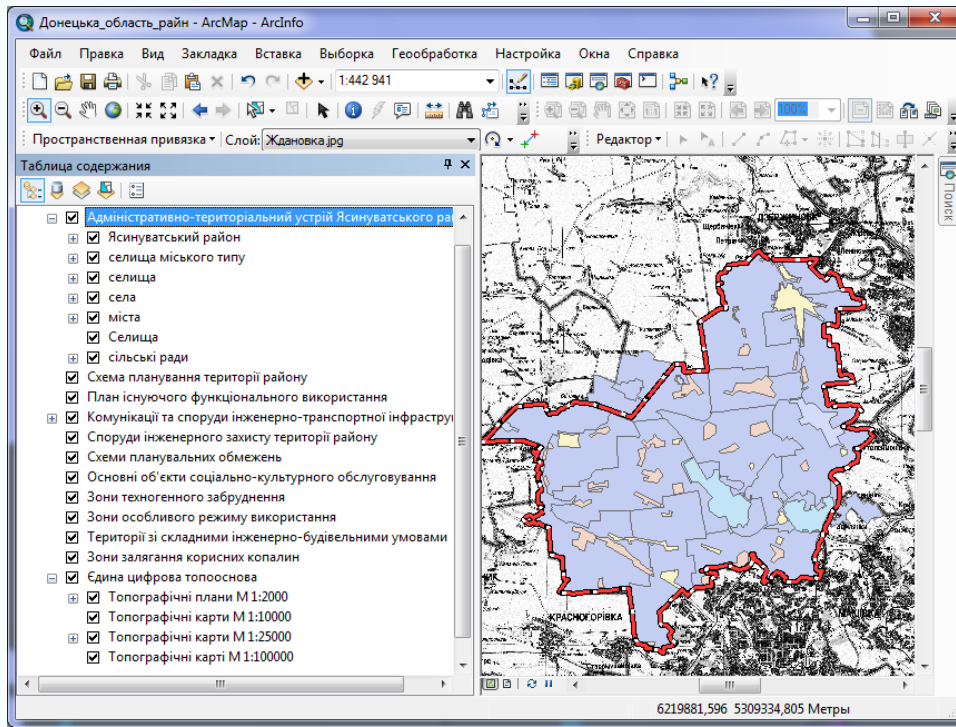 Донецька_область_райн - ArcMap - ArcInfo
Файл Правка Вид Закладка Вставка Выборка Геообработка Настройка Окна Справка
1:442 941
100%
Пространственная привязка Слой: Ждановка.jpg Редактор
Таблица содержания
Поиск
Адміністративно-територіальний устрій Ясинуватського ра
Ясинуватський район
селища міського типу
селища
села
міста
Селища
сільські ради
Схема планування території району
План існуючого функціонального використання
Комунікації та споруди інженерно-транспортної інфраструк
Споруди інженерного захисту території району
Схеми планувальних обмежень
Основні об'єкти соціально-культурного обслуговування
Зони техногенного забруднення
Зони особливого режиму використання
Території зі складними інженерно-будівельними умовами
Зони залягання корисних копалин
Єдина цифрова топооснова
Топографічні плани М 1:2000
Топографічні карти М 1:10000
Топографічні карти М 1:25000
Топографічні карті М 1:100000
КРАСНОГОРІВКА
6219881,596 5309334,805 Метры